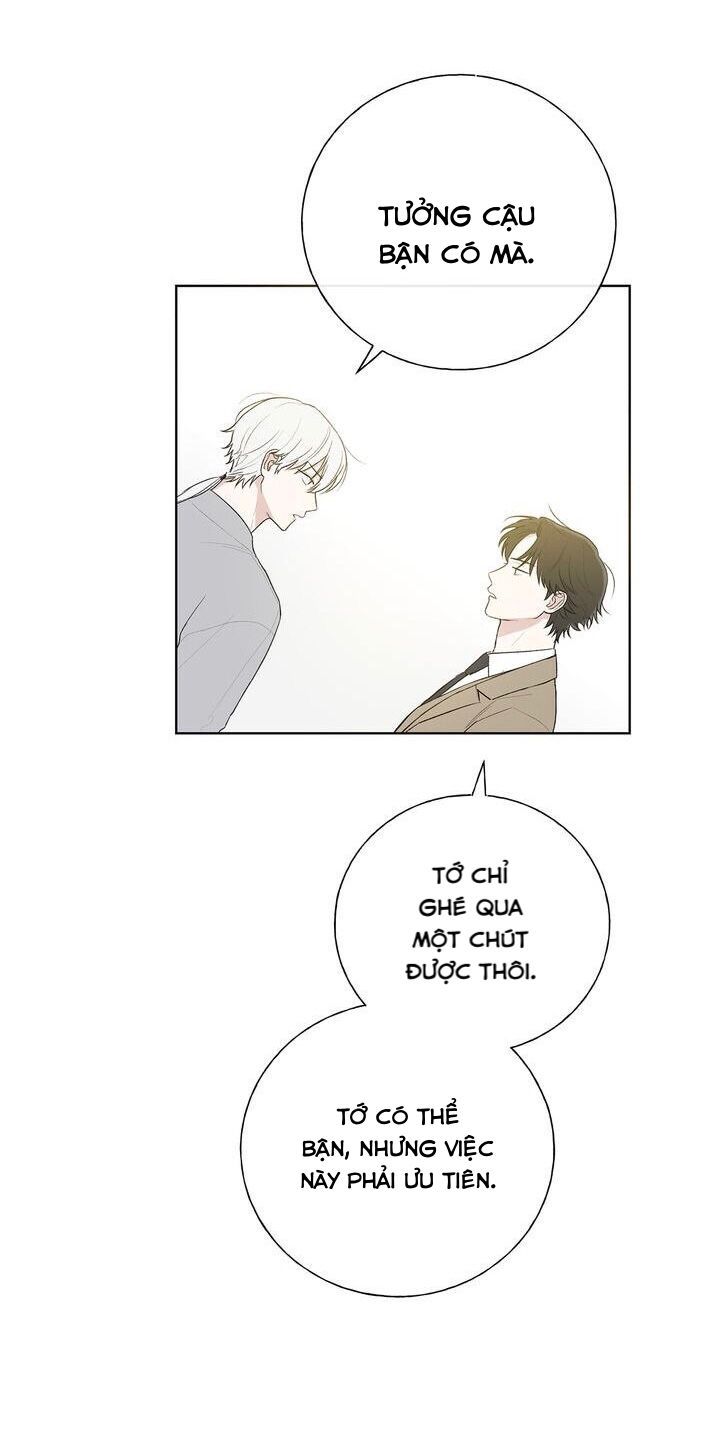 TƯỞNG CẬU
BẬN CÓ MÀ.
TỚ CHỈ
GHÉ QUA
MỘT CHÚT
ĐƯỢC THÔI.
TỚ CÓ THỂ
BẬN, NHƯNG VIỆC
NÀY PHẢI ƯU TIÊN.